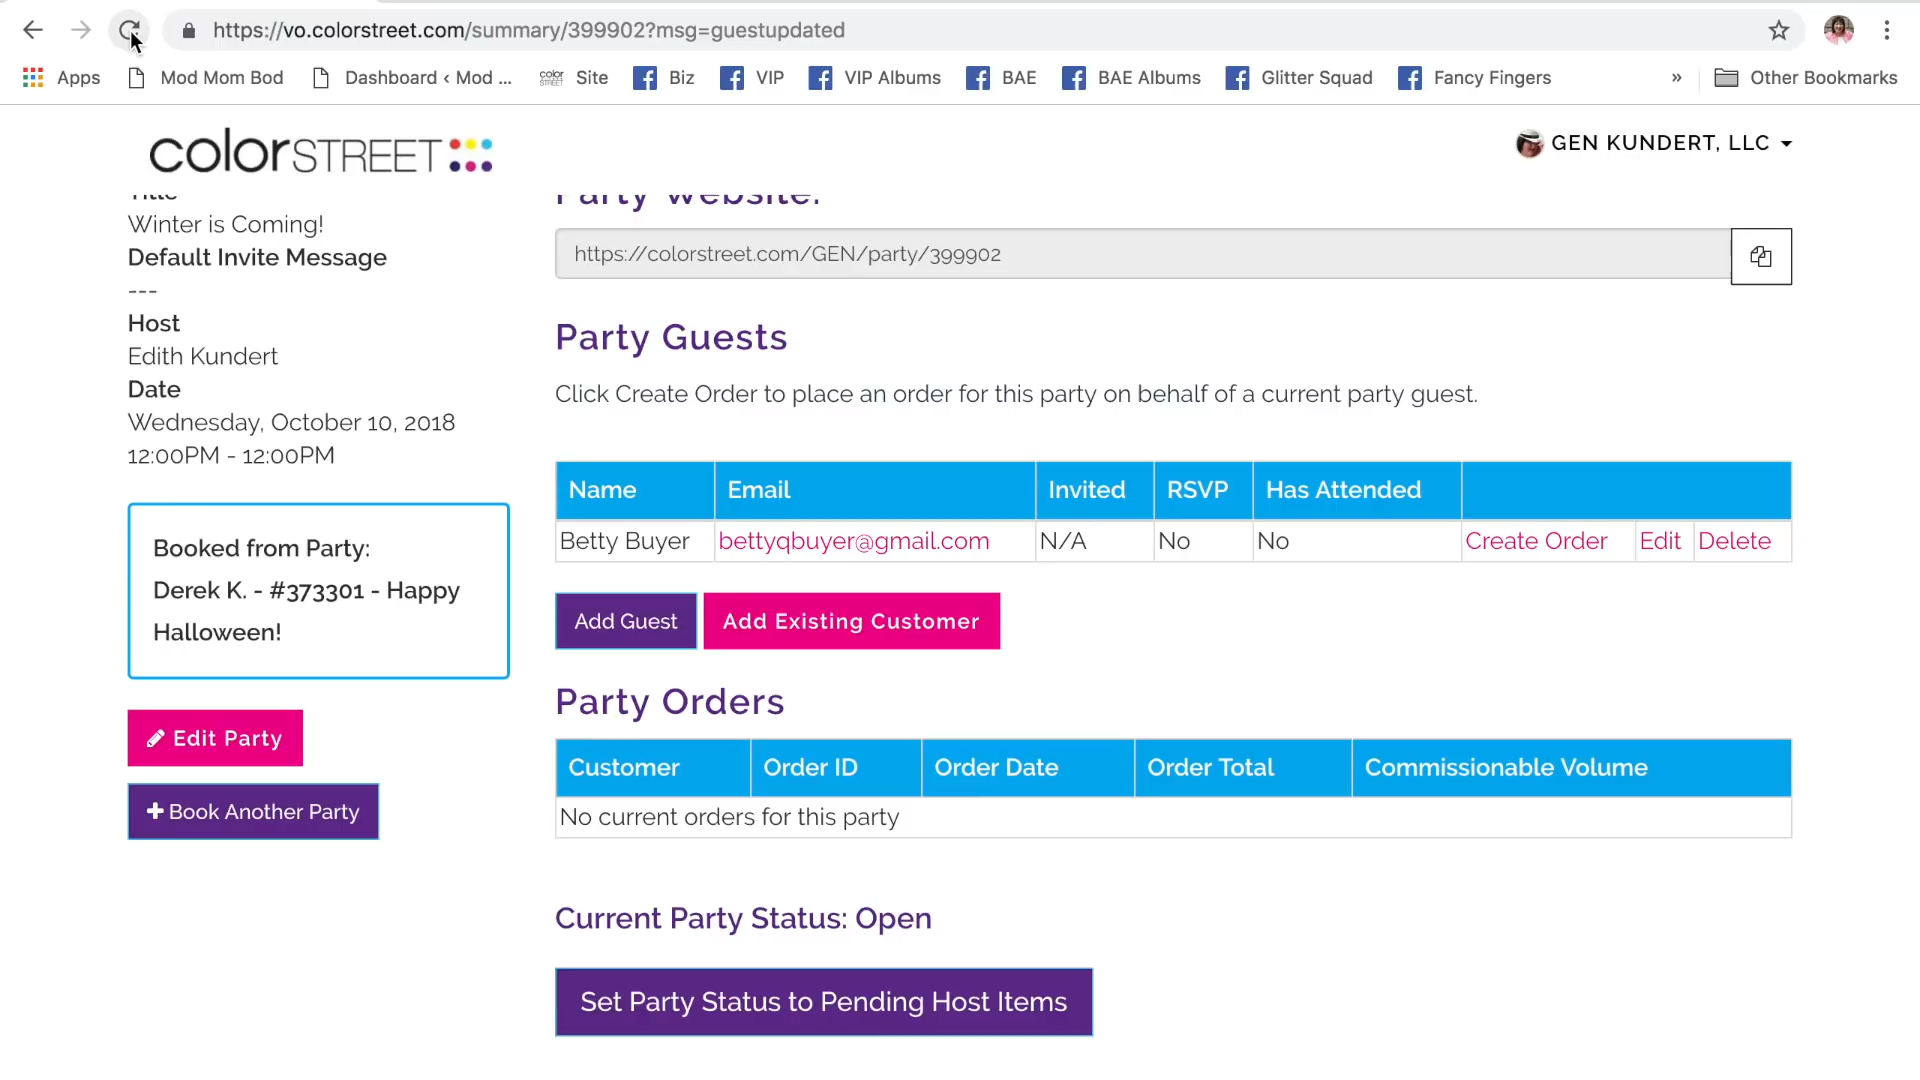 https://vo.colorstreet.com/summary/399902?msg=guestupdated
Apps Mod Mom Bod Dashboard ‹ Mod ... color STREET Site Biz VIP VIP Albums BAE BAE Albums Glitter Squad Fancy Fingers » Other Bookmarks
colorSTREET
GEN KUNDERT, LLC
Title
Winter is Coming!
Default Invite Message
---
Host
Edith Kundert
Date
Wednesday, October 10, 2018
12:00PM - 12:00PM
Booked from Party:
Derek K. - #373301 - Happy
Halloween!
Edit Party
Book Another Party
Party Website:
https://colorstreet.com/GEN/party/399902
Party Guests
Click Create Order to place an order for this party on behalf of a current party guest.
Name Email Invited RSVP Has Attended
Betty Buyer bettyqbuyer@gmail.com N/A No No Create Order Edit Delete
Add Guest Add Existing Customer
Party Orders
Customer Order ID Order Date Order Total Commissionable Volume
No current orders for this party
Current Party Status: Open
Set Party Status to Pending Host Items